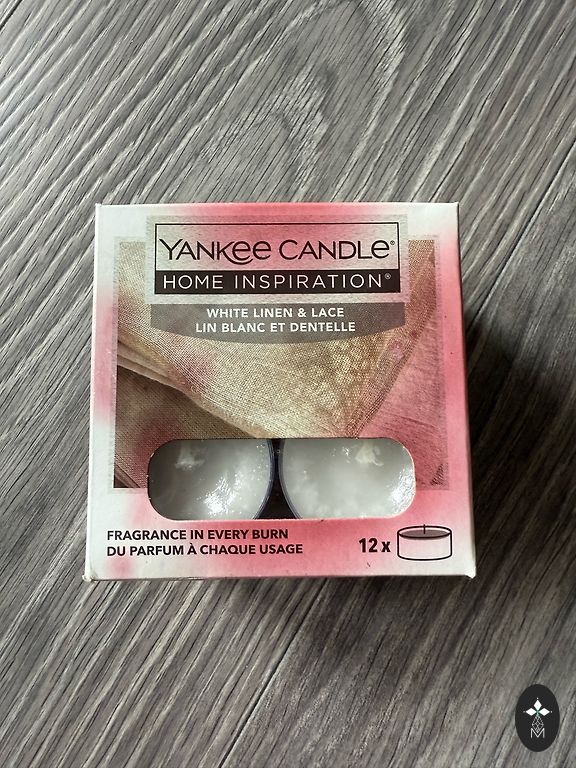 YANKEE CANDLE®
HOME INSPIRATION®
WHITE LINEN & LACE
LIN BLANC ET DENTELLE
FRAGRANCE IN EVERY BURN
DU PARFUM À CHAQUE USAGE
12 x
M